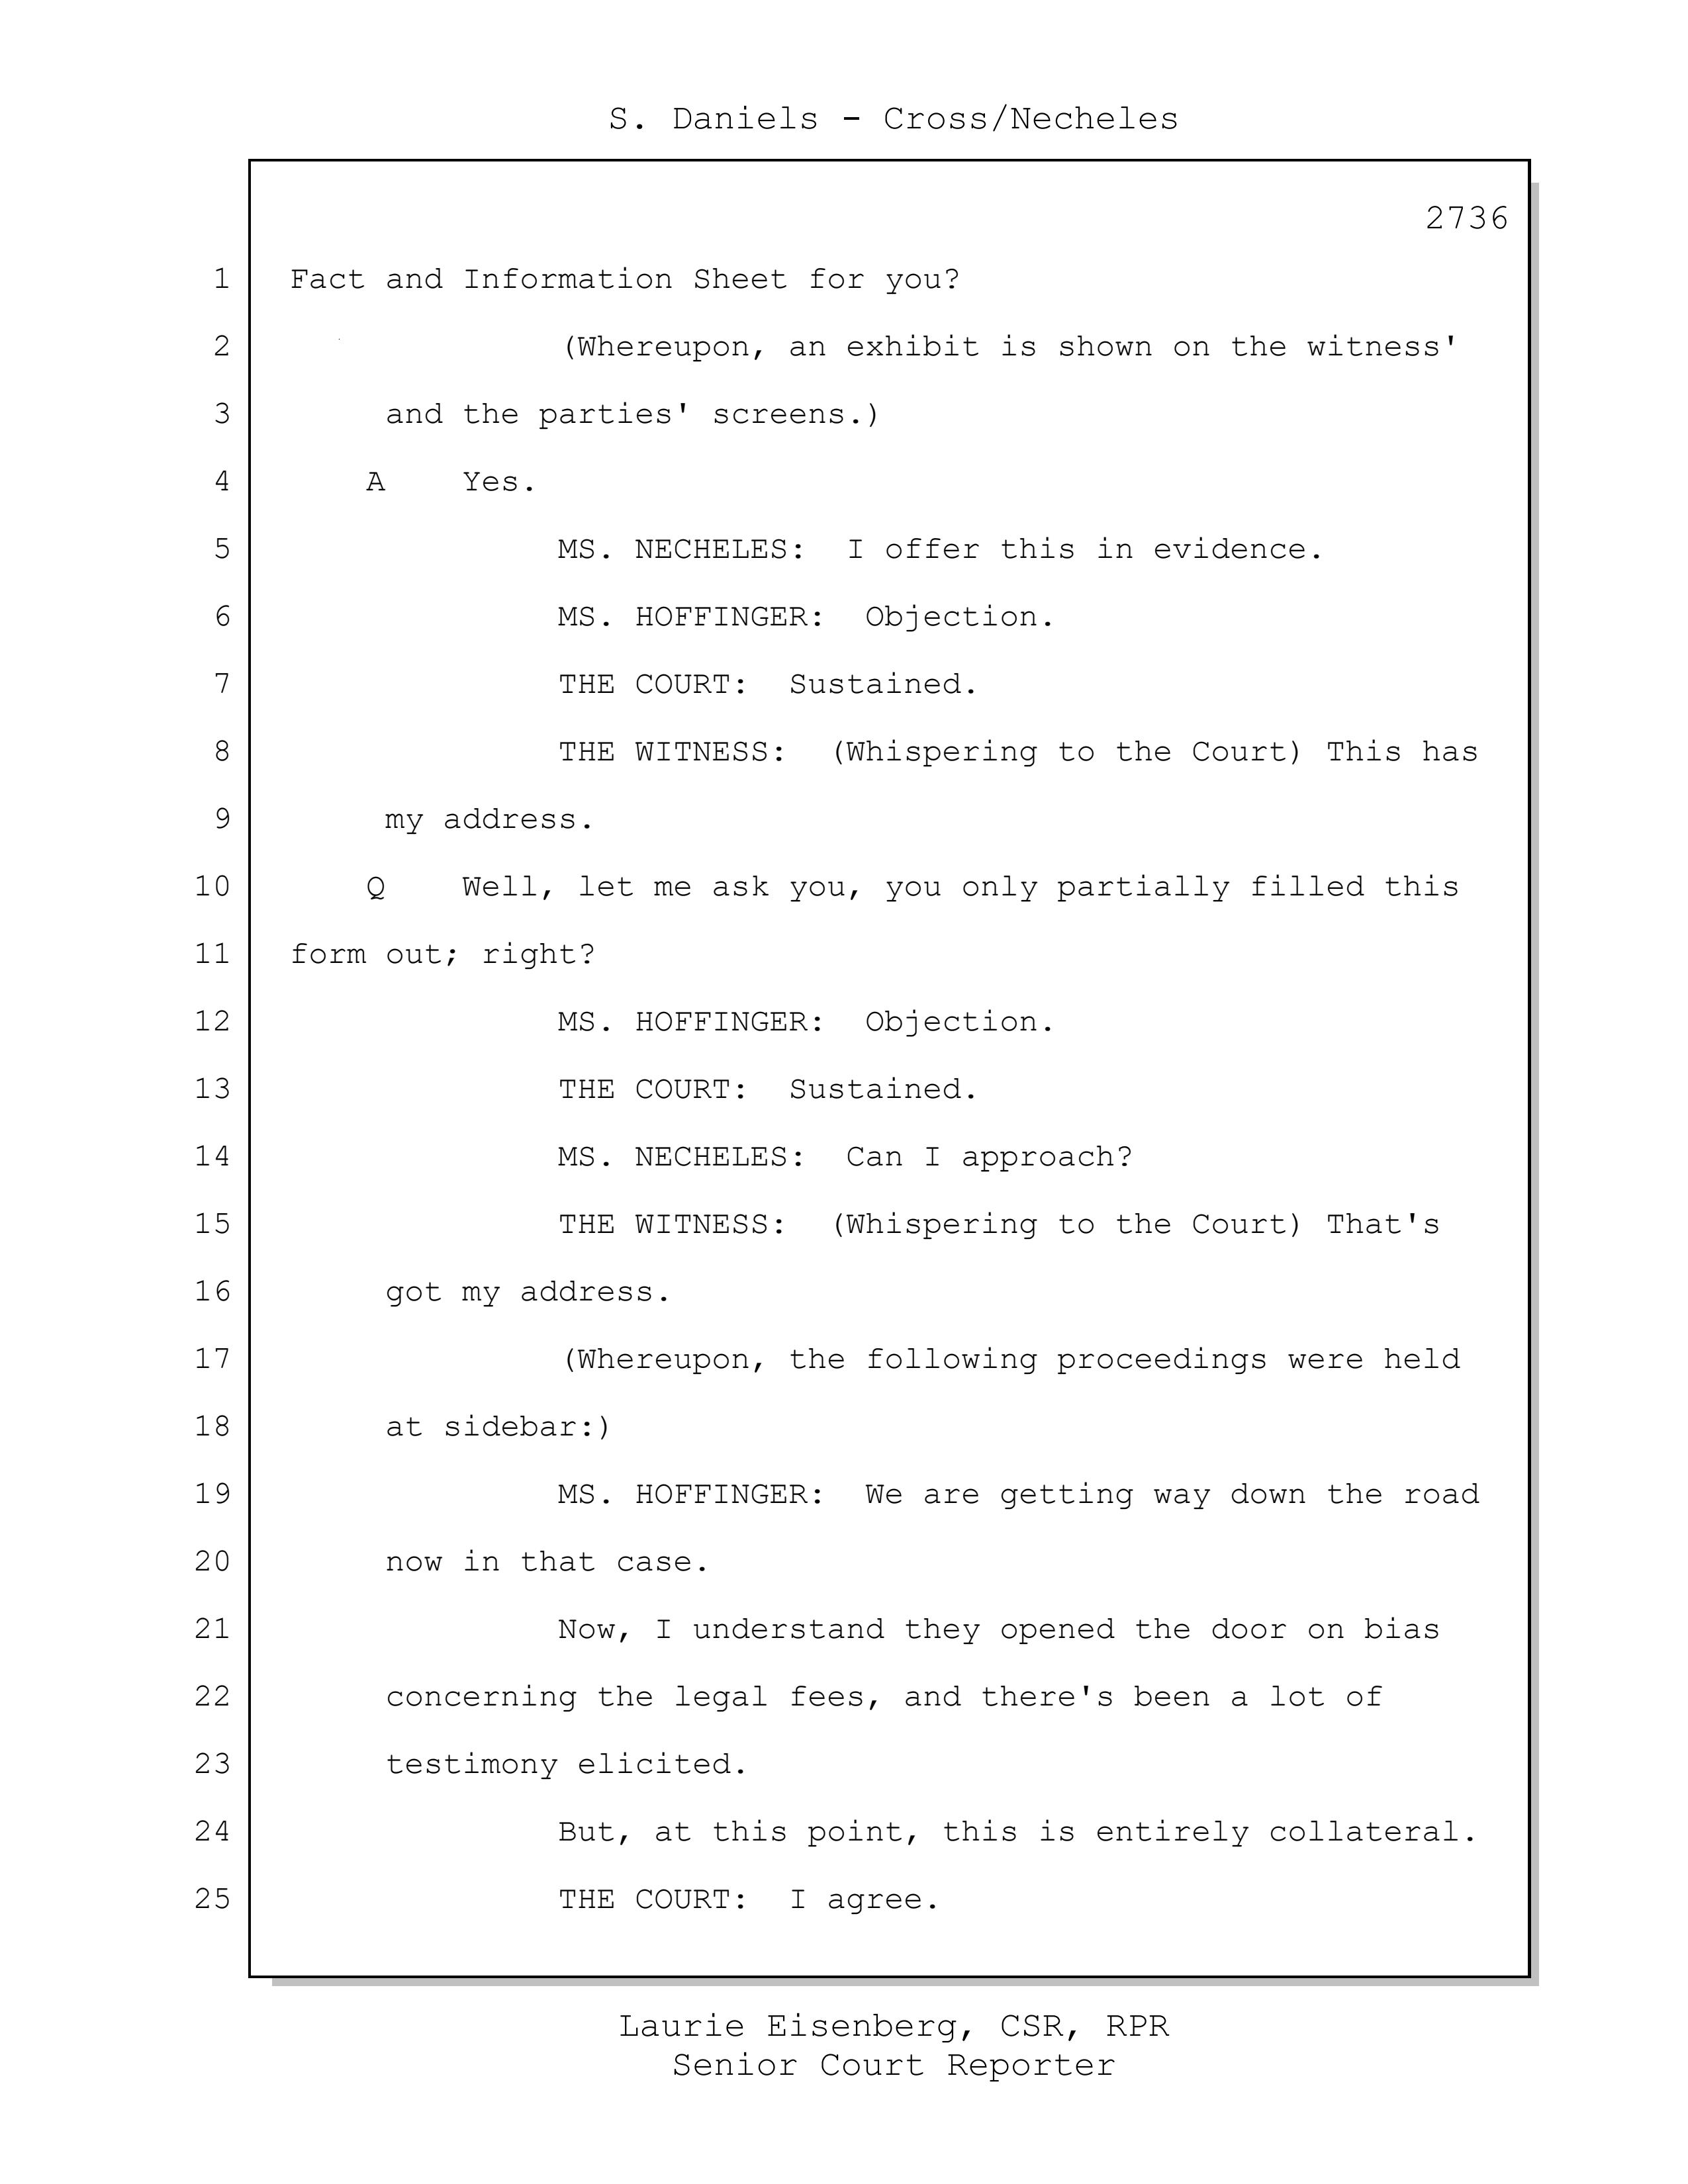 S. Daniels - Cross/Necheles
2736
1 Fact and Information Sheet for you?
2 (Whereupon, an exhibit is shown on the witness'
3 and the parties' screens.)
4 A Yes.
5 MS. NECHELES: I offer this in evidence.
6 MS. HOFFINGER: Objection.
7 THE COURT: Sustained.
8 THE WITNESS: (Whispering to the Court) This has
9 my address.
10 Q Well, let me ask you, you only partially filled this
11 form out; right?
12 MS. HOFFINGER: Objection.
13 THE COURT: Sustained.
14 MS. NECHELES: Can I approach?
15 THE WITNESS: (Whispering to the Court) That's
16 got my address.
17 (Whereupon, the following proceedings were held
18 at sidebar:)
19 MS. HOFFINGER: We are getting way down the road
20 now in that case.
21 Now, I understand they opened the door on bias
22 concerning the legal fees, and there's been a lot of
23 testimony elicited.
24 But, at this point, this is entirely collateral.
25 THE COURT: I agree.
Laurie Eisenberg, CSR, RPR
Senior Court Reporter